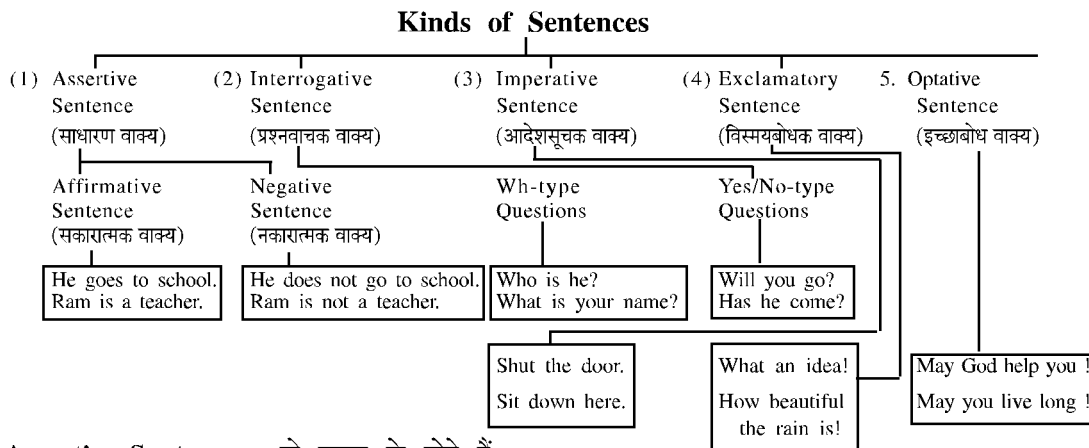 Kinds of Sentences
(1) Assertive
Sentence
(साधारण वाक्य)
(2) Interrogative
Sentence
(प्रश्नवाचक वाक्य)
(3) Imperative
Sentence
(आदेशसूचक वाक्य)
(4) Exclamatory
Sentence
(विस्मयबोधक वाक्य)
5. Optative
Sentence
(इच्छाबोध वाक्य)
Affirmative
Sentence
(सकारात्मक वाक्य)
Negative
Sentence
(नकारात्मक वाक्य)
Wh-type
Questions
Yes/No-type
Questions
He goes to school.
Ram is a teacher.
He does not go to school.
Ram is not a teacher.
Who is he?
What is your name?
Will you go?
Has he come?
Shut the door.
Sit down here.
What an idea!
How beautiful
the rain is!
May God help you !
May you live long !